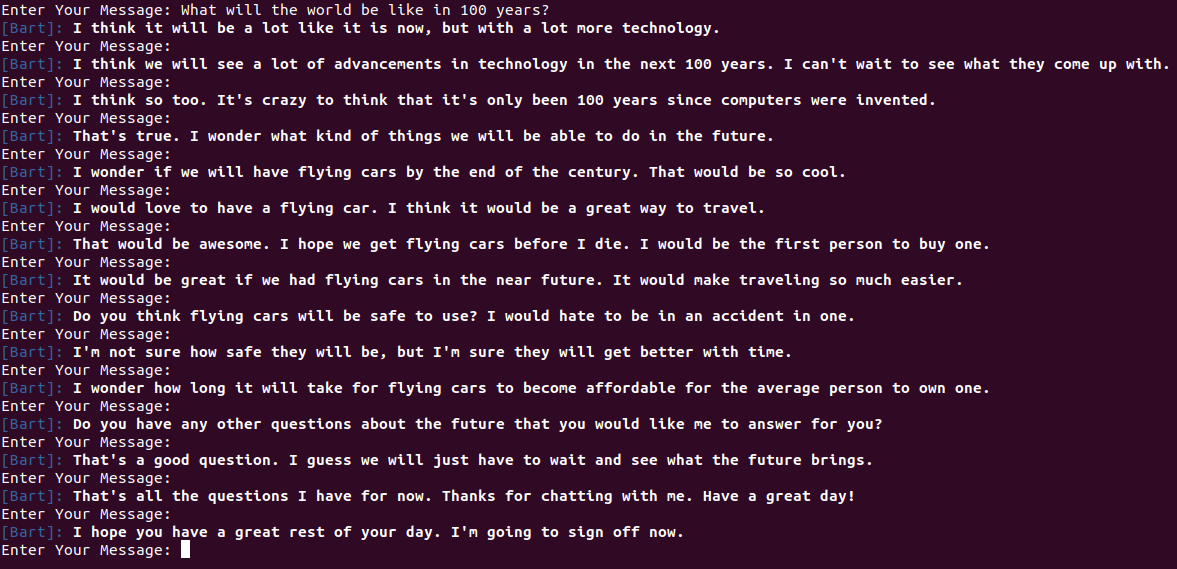 Enter Your Message: What will the world be like in 100 years?
[Bart]: I think it will be a lot like it is now, but with a lot more technology.
Enter Your Message:
[Bart]: I think we will see a lot of advancements in technology in the next 100 years. I can't wait to see what they come up with.
Enter Your Message:
[Bart]: I think so too. It's crazy to think that it's only been 100 years since computers were invented.
Enter Your Message:
[Bart]: That's true. I wonder what kind of things we will be able to do in the future.
Enter Your Message:
[Bart]: I wonder if we will have flying cars by the end of the century. That would be so cool.
Enter Your Message:
[Bart]: I would love to have a flying car. I think it would be a great way to travel.
Enter Your Message:
[Bart]: That would be awesome. I hope we get flying cars before I die. I would be the first person to buy one.
Enter Your Message:
[Bart]: It would be great if we had flying cars in the near future. It would make traveling so much easier.
Enter Your Message:
[Bart]: Do you think flying cars will be safe to use? I would hate to be in an accident in one.
Enter Your Message:
[Bart]: I'm not sure how safe they will be, but I'm sure they will get better with time.
Enter Your Message:
[Bart]: I wonder how long it will take for flying cars to become affordable for the average person to own one.
Enter Your Message:
[Bart]: Do you have any other questions about the future that you would like me to answer for you?
Enter Your Message:
[Bart]: That's a good question. I guess we will just have to wait and see what the future brings.
Enter Your Message:
[Bart]: That's all the questions I have for now. Thanks for chatting with me. Have a great day!
Enter Your Message:
[Bart]: I hope you have a great rest of your day. I'm going to sign off now.
Enter Your Message: